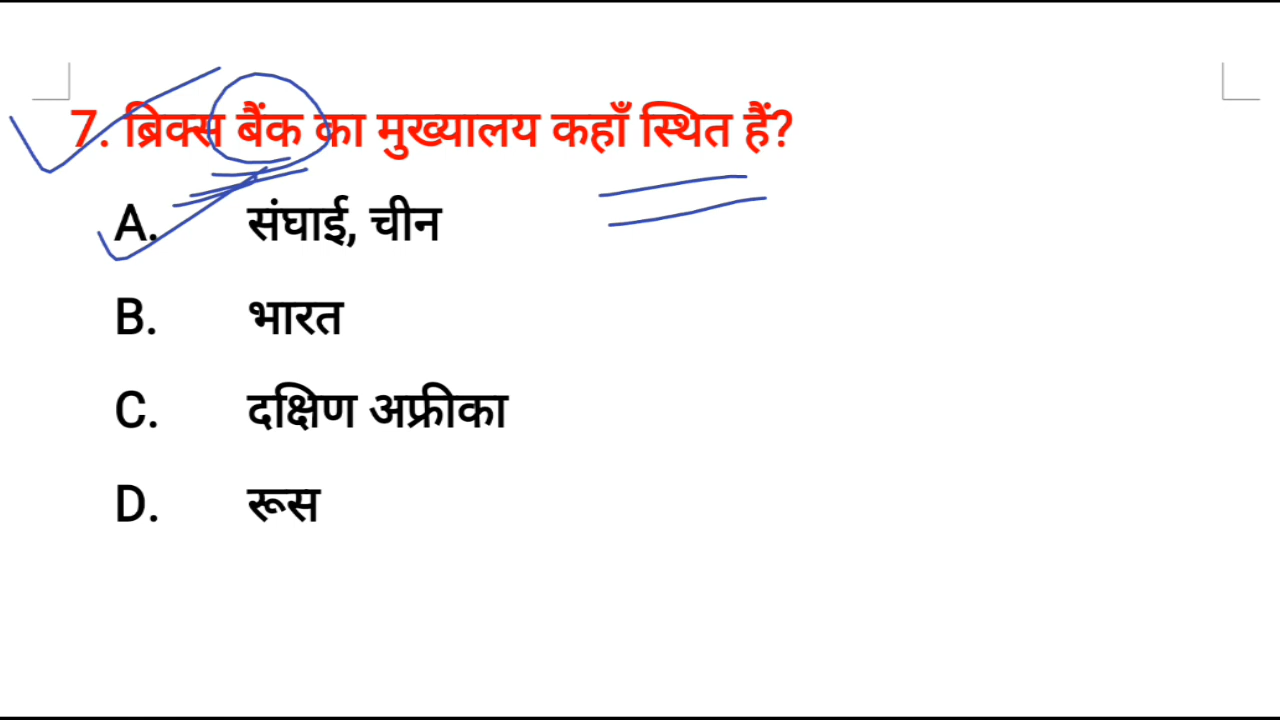 7. ब्रिक्स बैंक का मुख्यालय कहाँ स्थित हैं?
A. संघाई, चीन
B. भारत
C. दक्षिण अफ्रीका
D. रूस